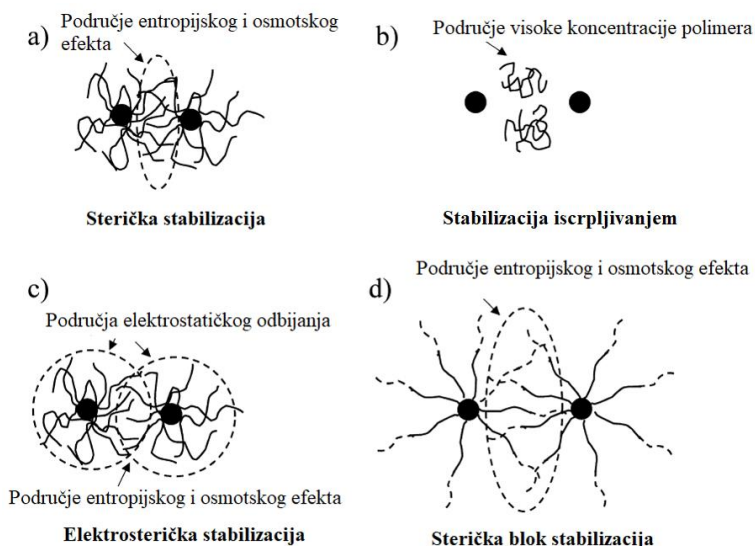 a)
Područje entropijskog i osmotskog
efekta
Sterička stabilizacija
b)
Područje visoke koncentracije polimera
Stabilizacija iscrpljivanjem
c)
Područja elektrostatičkog odbijanja
Područje entropijskog i osmotskog efekta
Elektrosterička stabilizacija
d)
Područje entropijskog i osmotskog efekta
Sterička blok stabilizacija